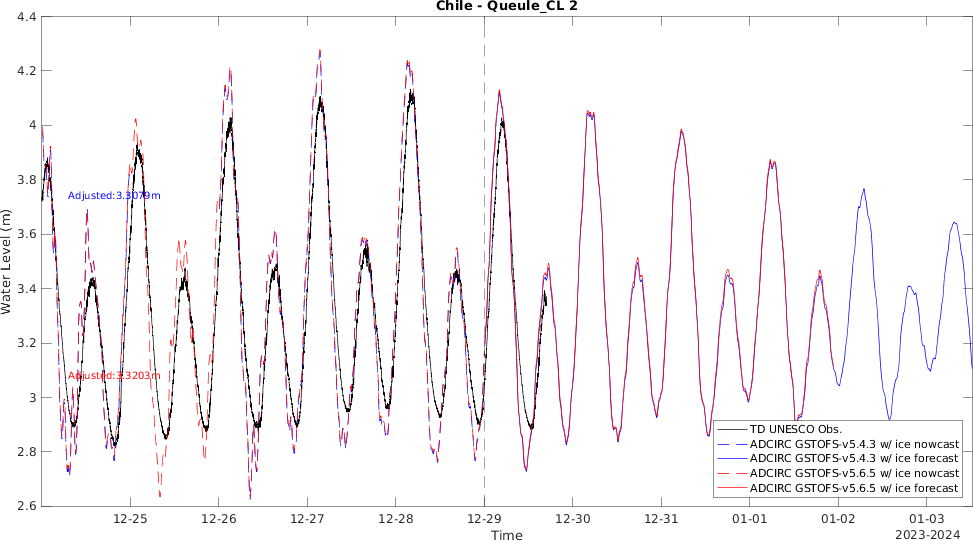 Chile - Queule_CL 2
4.4
4.2
4
3.8
3.6
3.4
3.2
3
2.8
2.6
Water Level (m)
Adjusted:3.3079m
Adjusted:3.3203m
TD UNESCO Obs.
ADCIRC GSTOFS-v5.4.3 w/ ice nowcast
ADCIRC GSTOFS-v5.4.3 w/ ice forecast
ADCIRC GSTOFS-v5.6.5 w/ ice nowcast
ADCIRC GSTOFS-v5.6.5 w/ ice forecast
12-25 12-26 12-27 12-28 12-29 12-30 12-31 01-01 01-02 01-03
Time 2023-2024